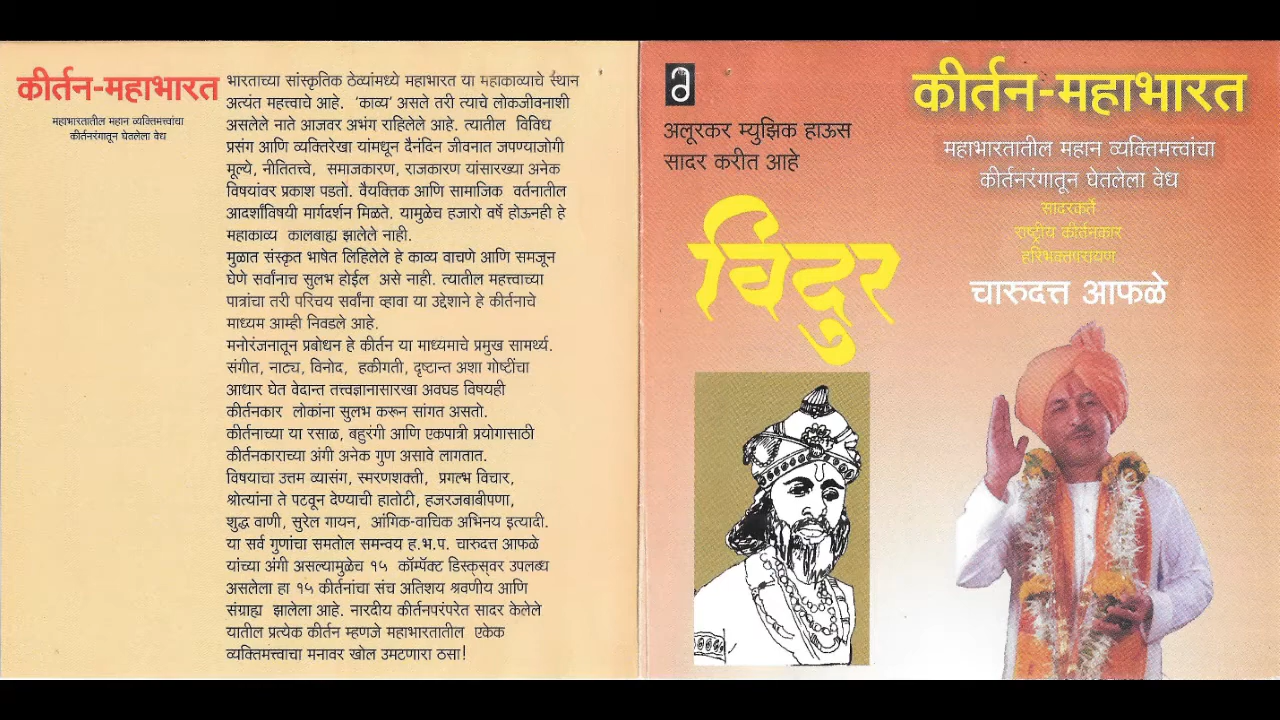 कीर्तन-महाभारत
महाभारतातील महान व्यक्तिमत्त्वांचा
कीर्तनरंगातून घेतलेला वेध
भारताच्या सांस्कृतिक ठेव्यांमध्ये महाभारत या महाकाव्याचे स्थान
अत्यंत महत्त्वाचे आहे. ‘काव्य’ असले तरी त्याचे लोकजीवनाशी
असलेले नाते आजवर अभंग राहिलेले आहे. त्यातील विविध
प्रसंग आणि व्यक्तिरेखा यांमधून दैनंदिन जीवनात जपण्याजोगी
मूल्ये, नीतितत्त्वे, समाजकारण, राजकारण यांसारख्या अनेक
विषयांवर प्रकाश पडतो. वैयक्तिक आणि सामाजिक वर्तनातील
आदर्शांविषयी मार्गदर्शन मिळते. यामुळेच हजारो वर्षे होऊनही हे
महाकाव्य कालबाह्य झालेले नाही.
मुळात संस्कृत भाषेत लिहिलेले हे काव्य वाचणे आणि समजून
घेणे सर्वांनाच सुलभ होईल असे नाही. त्यातील महत्त्वाच्या
पात्रांचा तरी परिचय सर्वांना व्हावा या उद्देशाने हे कीर्तनाचे
माध्यम आम्ही निवडले आहे.
मनोरंजनातून प्रबोधन हे कीर्तन या माध्यमाचे प्रमुख सामर्थ्य.
संगीत, नाट्य, विनोद, हकीगती, दृष्टान्त अशा गोष्टींचा
आधार घेत वेदान्त तत्त्वज्ञानासारखा अवघड विषयही
कीर्तनकार लोकांना सुलभ करून सांगत असतो.
कीर्तनाच्या या रसाळ, बहुरंगी आणि एकपात्री प्रयोगासाठी
कीर्तनकाराच्या अंगी अनेक गुण असावे लागतात.
विषयाचा उत्तम व्यासंग, स्मरणशक्ती, प्रगल्भ विचार,
श्रोत्यांना ते पटवून देण्याची हातोटी, हजरजबाबीपणा,
शुद्ध वाणी, सुरेल गायन, आंगिक-वाचिक अभिनय इत्यादी.
या सर्व गुणांचा समतोल समन्वय ह.भ.प. चारुदत्त आफळे
यांच्या अंगी असल्यामुळेच १५ कॉम्पॅक्ट डिस्क्स्‌वर उपलब्ध
असलेला हा १५ कीर्तनांचा संच अतिशय श्रवणीय आणि
संग्राह्य झालेला आहे. नारदीय कीर्तनपरंपरेत सादर केलेले
यातील प्रत्येक कीर्तन म्हणजे महाभारतातील एकेक
व्यक्तिमत्त्वाचा मनावर खोल उमटणारा ठसा!
अलूरकर म्युझिक हाऊस
सादर करीत आहे
विदुर
कीर्तन-महाभारत
महाभारतातील महान व्यक्तिमत्त्वांचा
कीर्तनरंगातून घेतलेला वेध
सादरकर्ते
राष्ट्रीय कीर्तनकार
हरिभक्तपरायण
चारुदत्त आफळे